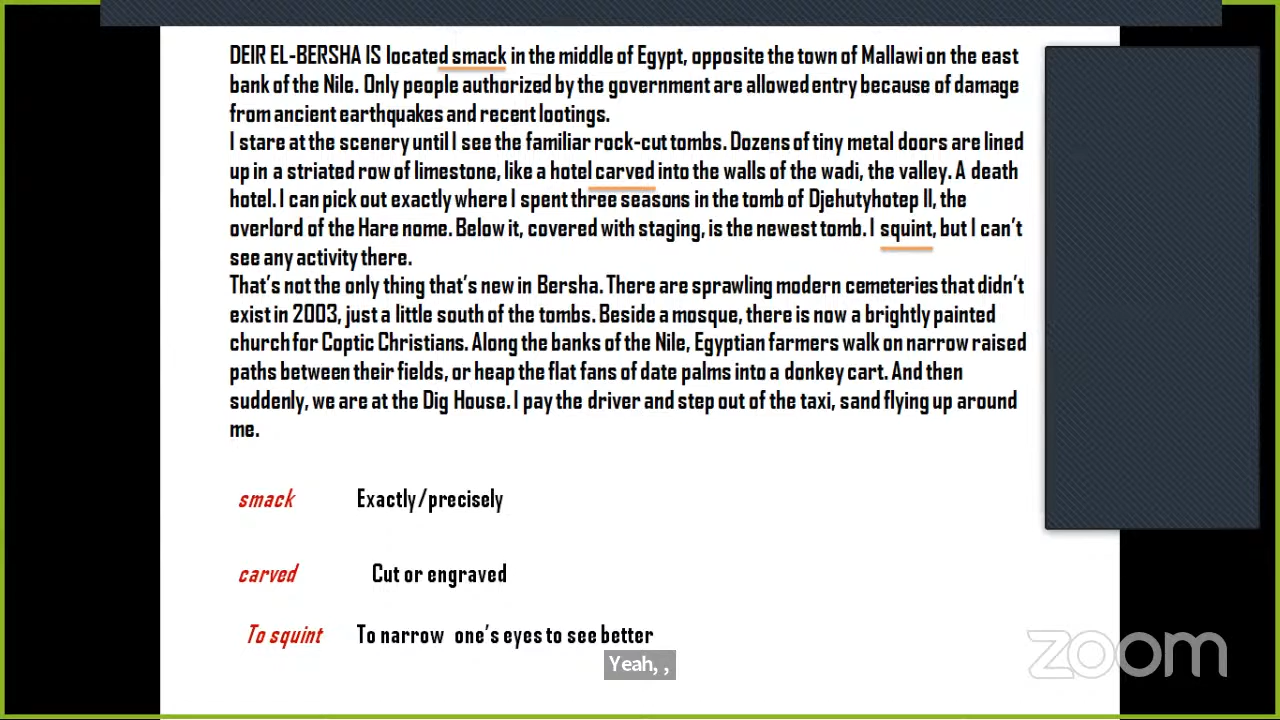 DEIR EL-BERSHA IS located smack in the middle of Egypt, opposite the town of Mallawi on the east
bank of the Nile. Only people authorized by the government are allowed entry because of damage
from ancient earthquakes and recent lootings.
I stare at the scenery until I see the familiar rock-cut tombs. Dozens of tiny metal doors are lined
up in a striated row of limestone, like a hotel carved into the walls of the wadi, the valley. A death
hotel. I can pick out exactly where I spent three seasons in the tomb of Djehutyhotep II, the
overlord of the Hare nome. Below it, covered with staging, is the newest tomb. I squint, but I can't
see any activity there.
That's not the only thing that's new in Bersha. There are sprawling modern cemeteries that didn't
exist in 2003, just a little south of the tombs. Beside a mosque, there is now a brightly painted
church for Coptic Christians. Along the banks of the Nile, Egyptian farmers walk on narrow raised
paths between their fields, or heap the flat fans of date palms into a donkey cart. And then
suddenly, we are at the Dig House. I pay the driver and step out of the taxi, sand flying up around
me.
smack Exactly/precisely
carved Cut or engraved
To squint To narrow one's eyes to see better
Yeah, ,
zoom